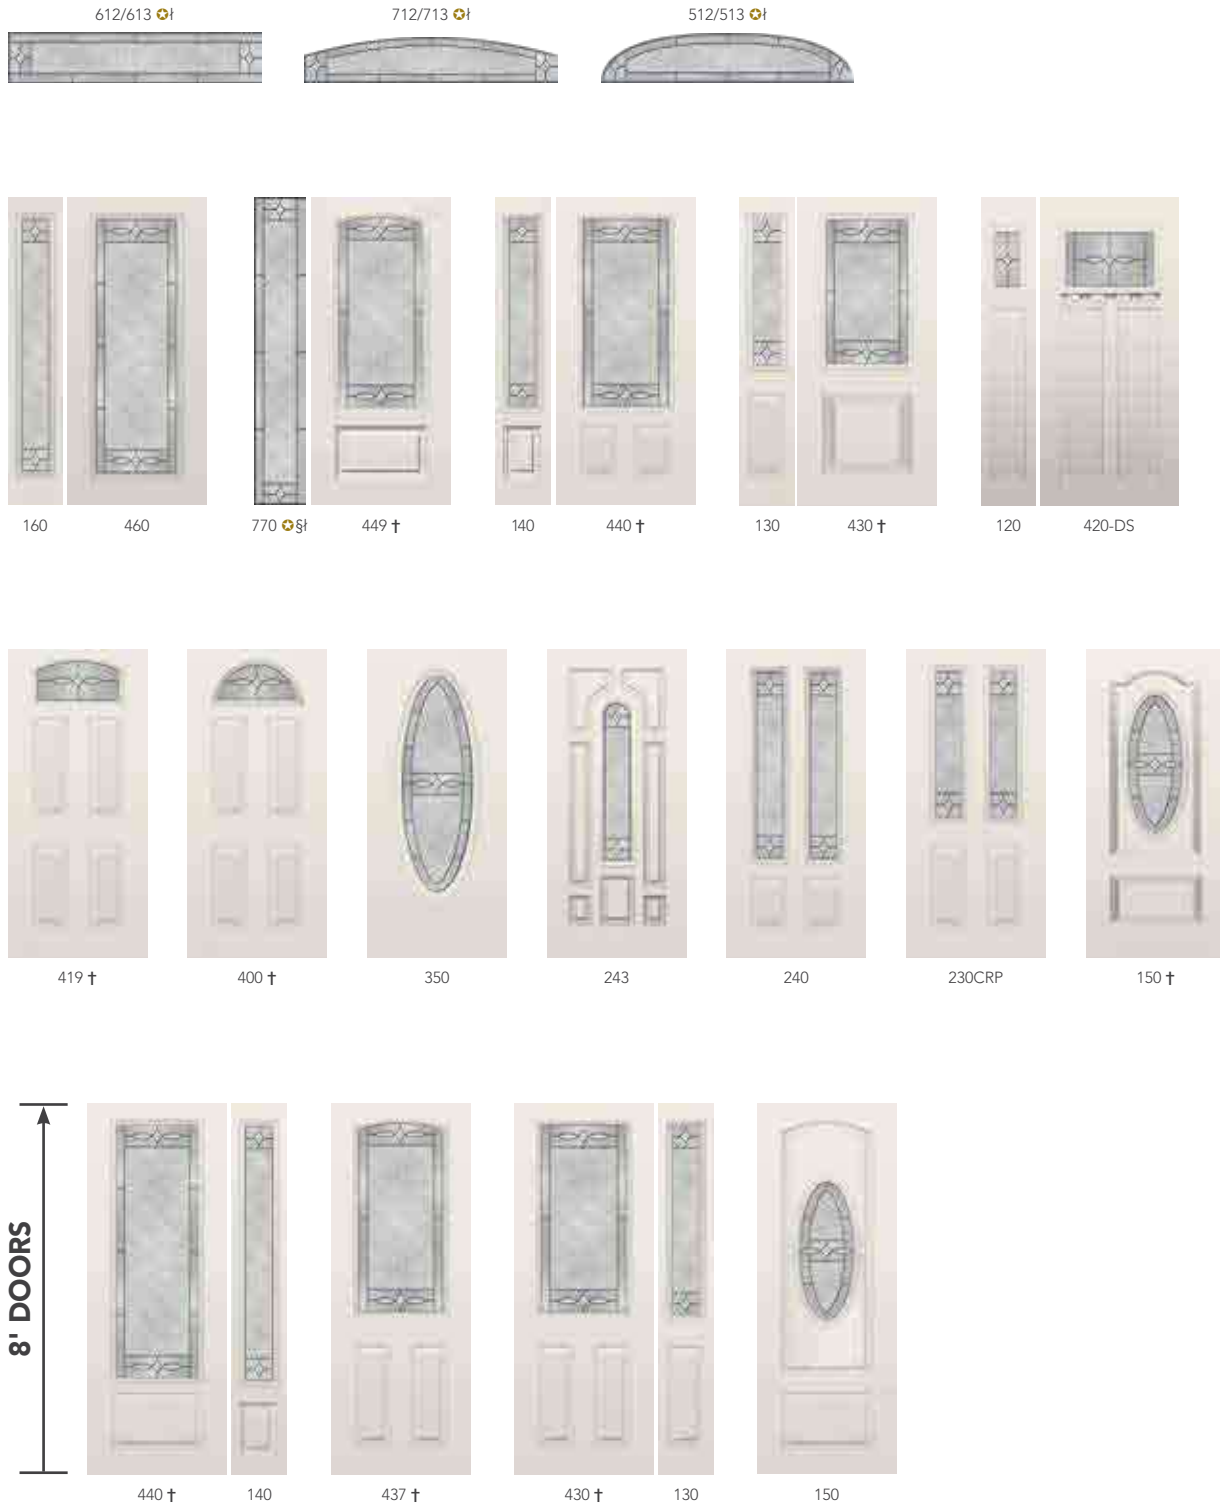 612/613 ✪ł 712/713 ✪ł 512/513 ✪ł
160 460 770 ✪§ł 449 † 140 440 † 130 430 † 120 420-DS
419 † 400 † 350 243 240 230CRP 150 †
8' DOORS
440 † 140 437 † 430 † 130 150